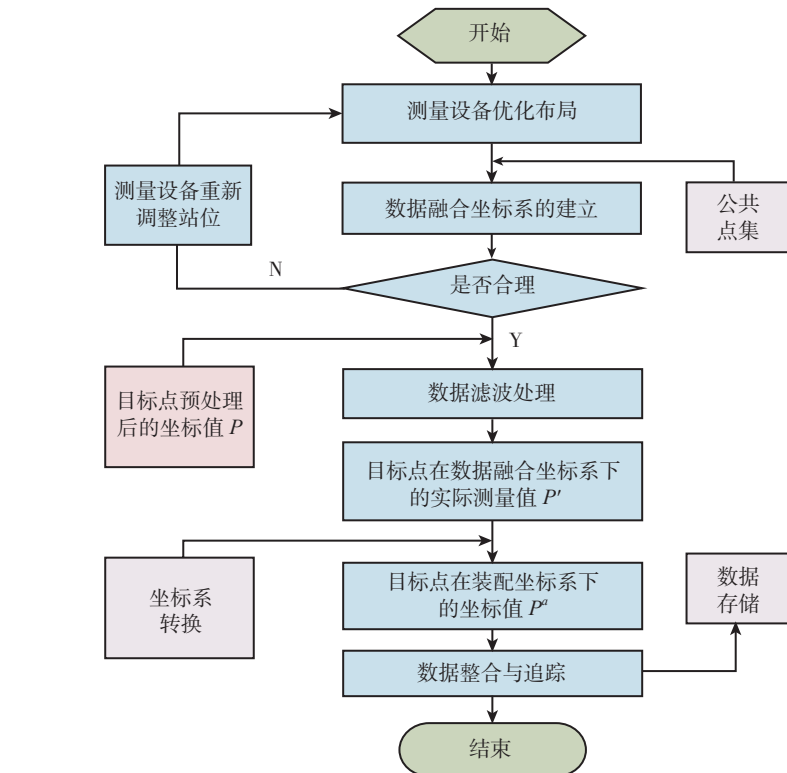 开始
测量设备优化布局
测量设备重新
调整站位
数据融合坐标系的建立
公共
点集
N
是否合理
Y
目标点预处理
后的坐标值 P
数据滤波处理
目标点在数据融合坐标系下
的实际测量值 P′
坐标系
转换
目标点在装配坐标系下
的坐标值 Pᵃ
数据
存储
数据整合与追踪
结束